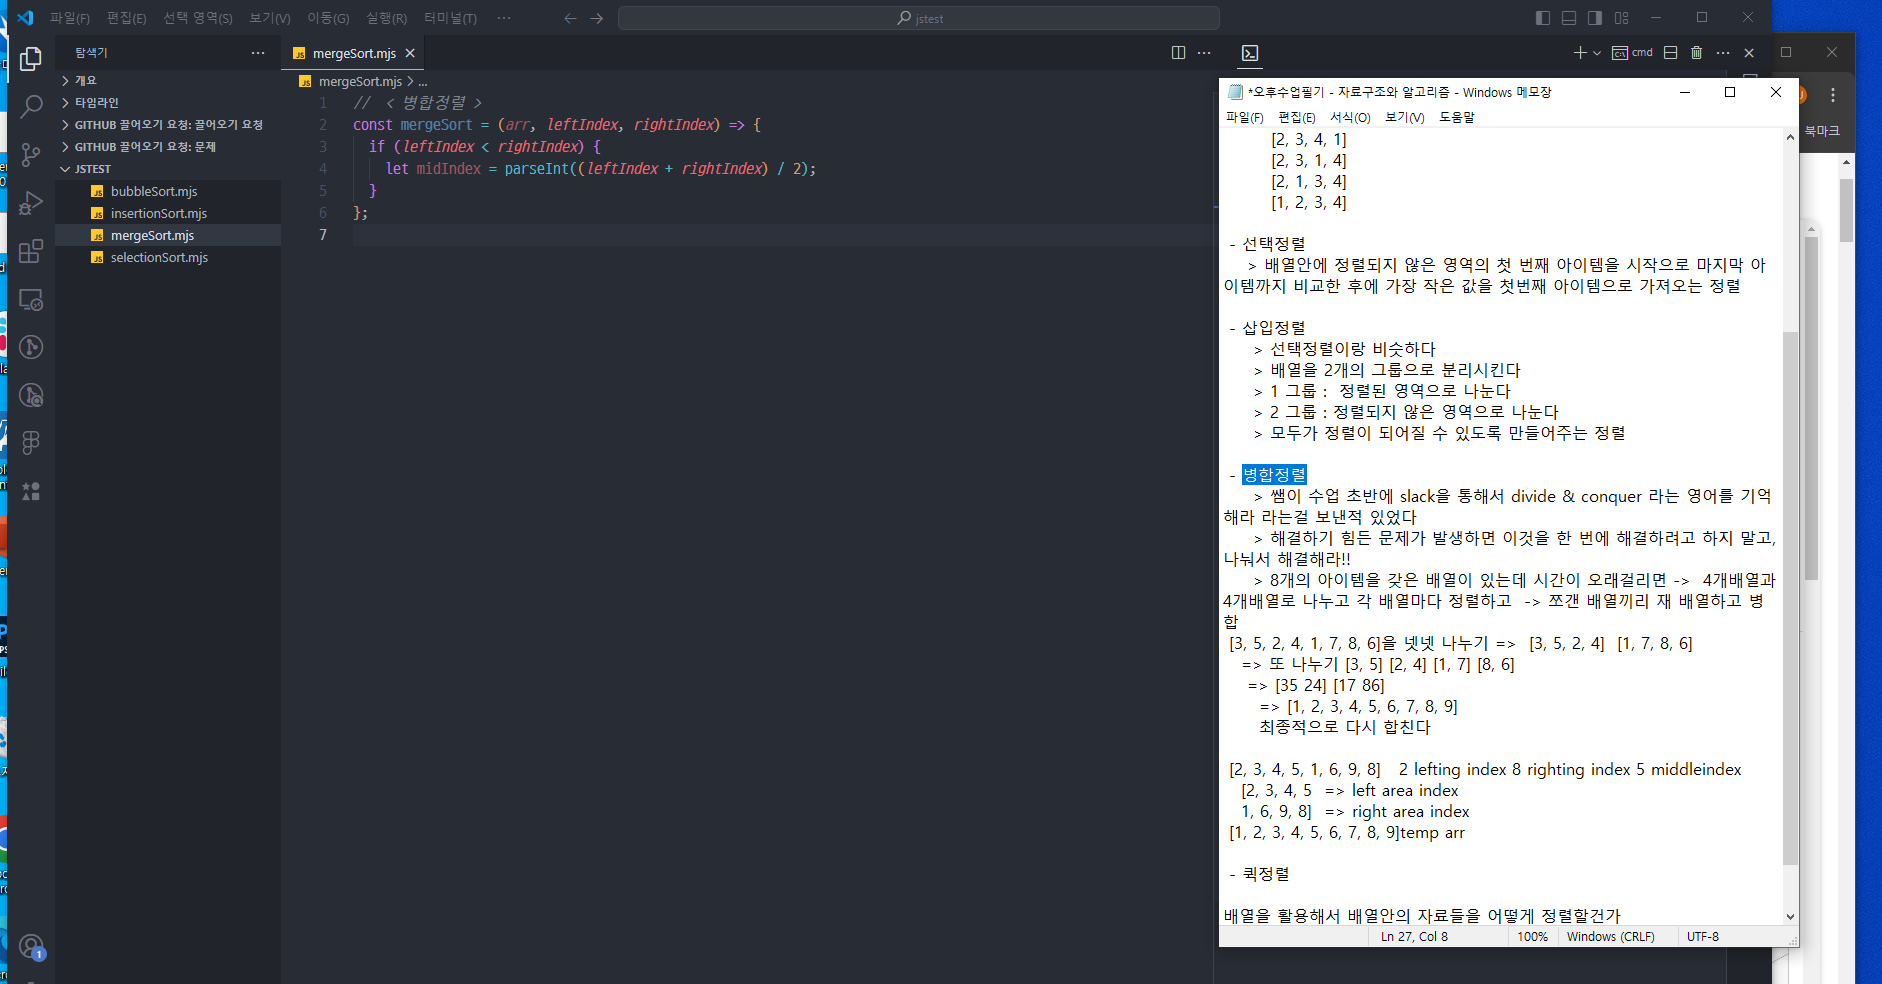 파일(F) 편집(E) 선택 영역(S) 보기(V) 이동(G) 실행(R) 터미널(T) ··· jstest
탐색기 ···
개요
타임라인
GITHUB 끌어오기 요청: 끌어오기 요청
GITHUB 끌어오기 요청: 문제
JSTEST
JS bubbleSort.mjs
JS insertionSort.mjs
JS mergeSort.mjs
JS selectionSort.mjs
1
JS mergeSort.mjs
JS mergeSort.mjs > ...
1 // < 병합정렬 >
2 const mergeSort = (arr, leftIndex, rightIndex) => {
3 if (leftIndex < rightIndex) {
4 let midIndex = parseInt((leftIndex + rightIndex) / 2);
5 }
6 };
7
cmd
북마크
*오후수업필기 - 자료구조와 알고리즘 - Windows 메모장
파일(F) 편집(E) 서식(O) 보기(V) 도움말
[2, 3, 4, 1]
[2, 3, 1, 4]
[2, 1, 3, 4]
[1, 2, 3, 4]
- 선택정렬
> 배열안에 정렬되지 않은 영역의 첫 번째 아이템을 시작으로 마지막 아
이템까지 비교한 후에 가장 작은 값을 첫번째 아이템으로 가져오는 정렬
- 삽입정렬
> 선택정렬이랑 비슷하다
> 배열을 2개의 그룹으로 분리시킨다
> 1 그룹 : 정렬된 영역으로 나눈다
> 2 그룹 : 정렬되지 않은 영역으로 나눈다
> 모두가 정렬이 되어질 수 있도록 만들어주는 정렬
- 병합정렬
> 쌤이 수업 초반에 slack을 통해서 divide & conquer 라는 영어를 기억
해라 라는걸 보낸적 있었다
> 해결하기 힘든 문제가 발생하면 이것을 한 번에 해결하려고 하지 말고,
나눠서 해결해라!!
> 8개의 아이템을 갖은 배열이 있는데 시간이 오래걸리면 -> 4개배열과
4개배열로 나누고 각 배열마다 정렬하고 -> 쪼갠 배열끼리 재 배열하고 병
합
[3, 5, 2, 4, 1, 7, 8, 6]을 넷넷 나누기 => [3, 5, 2, 4] [1, 7, 8, 6]
=> 또 나누기 [3, 5] [2, 4] [1, 7] [8, 6]
=> [35 24] [17 86]
=> [1, 2, 3, 4, 5, 6, 7, 8, 9]
최종적으로 다시 합친다
[2, 3, 4, 5, 1, 6, 9, 8] 2 lefting index 8 righting index 5 middleindex
[2, 3, 4, 5 => left area index
1, 6, 9, 8] => right area index
[1, 2, 3, 4, 5, 6, 7, 8, 9]temp arr
- 퀵정렬
배열을 활용해서 배열안의 자료들을 어떻게 정렬할건가
Ln 27, Col 8 100% Windows (CRLF) UTF-8